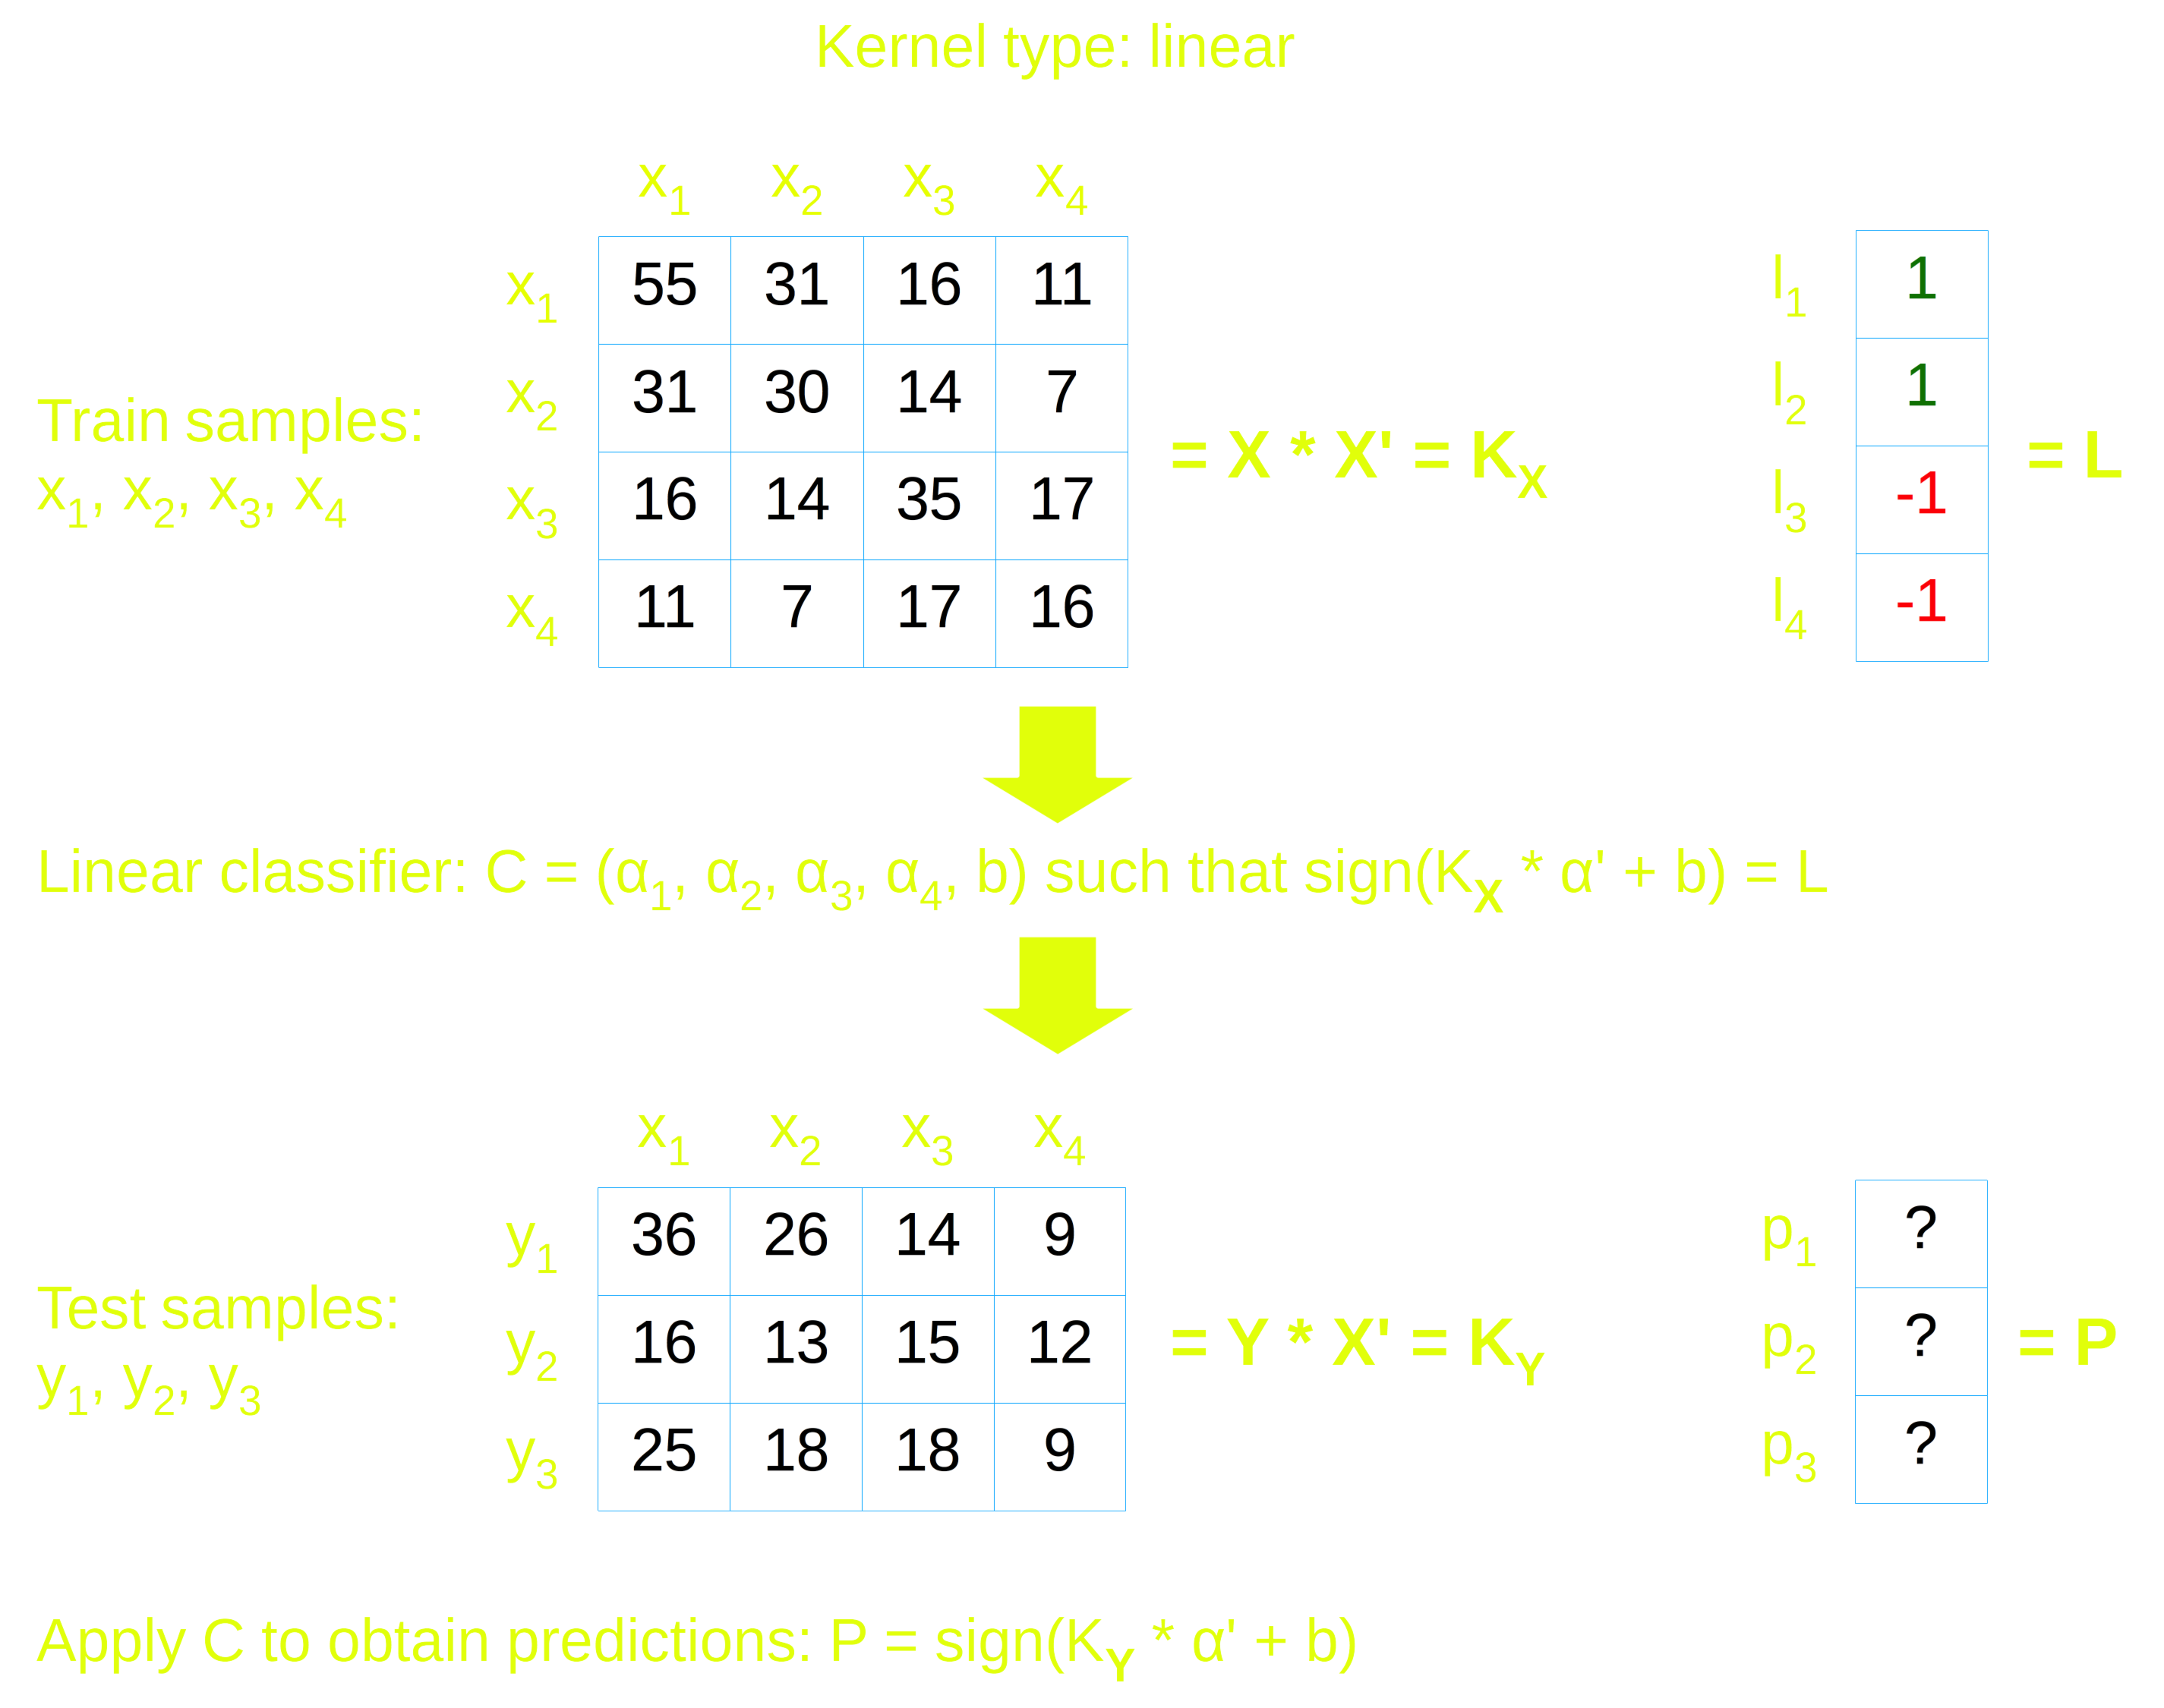 Kernel type: linear
x1 x2 x3 x4
x1 55 31 16 11 l1 1
x2 31 30 14 7 l2 1
Train samples:
x1, x2, x3, x4
= X * X' = KX
= L
x3 16 14 35 17 l3 -1
x4 11 7 17 16 l4 -1
Linear classifier: C = (α1, α2, α3, α4, b) such that sign(KX * α' + b) = L
x1 x2 x3 x4
y1 36 26 14 9 p1 ?
Test samples:
y1, y2, y3
y2 16 13 15 12 = Y * X' = KY p2 ? = P
y3 25 18 18 9 p3 ?
Apply C to obtain predictions: P = sign(KY * α' + b)